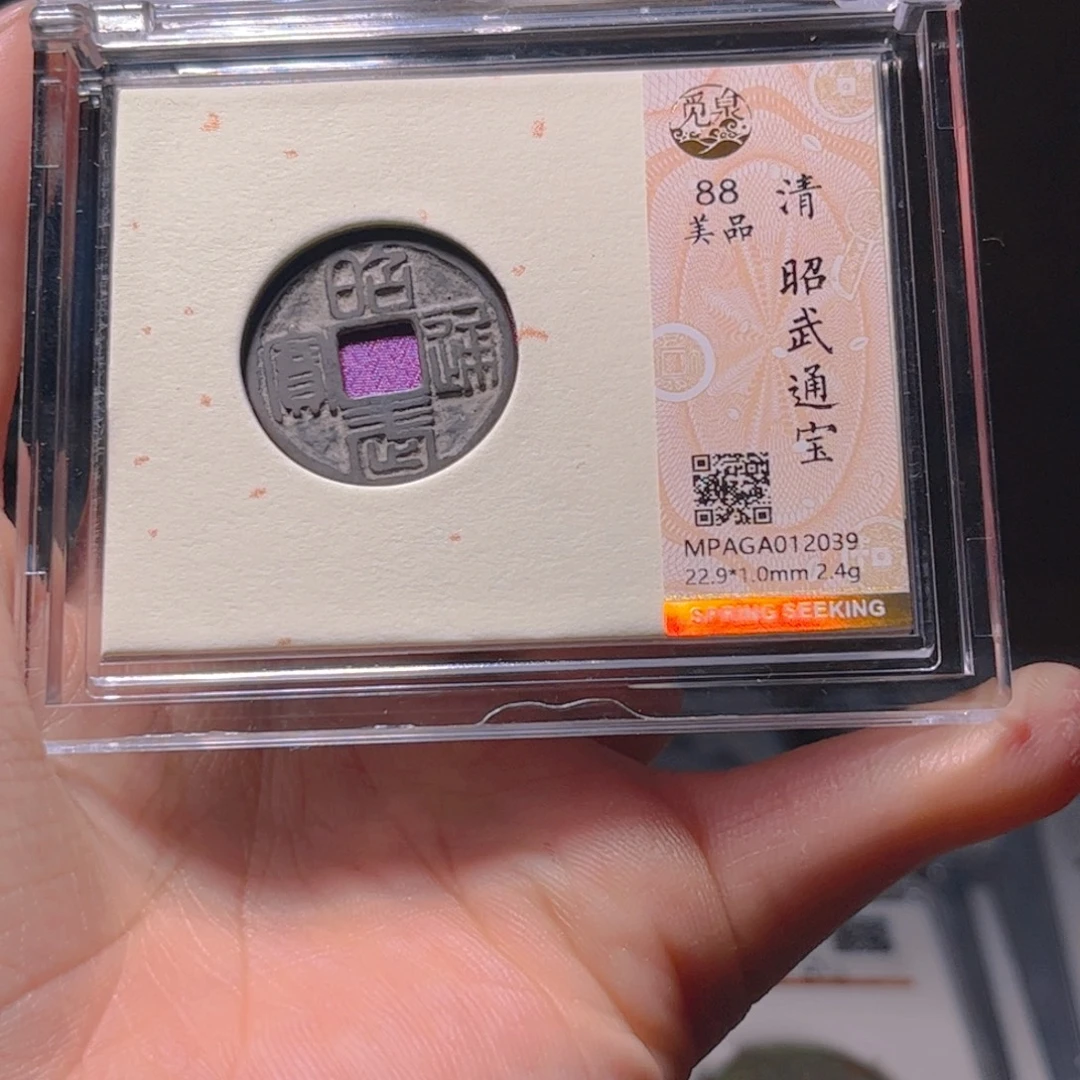 昭武通寶
觅泉
88
美品
清 昭武通宝
MPAGA012039
22.9*1.0mm 2.4g
SPRING SEEKING